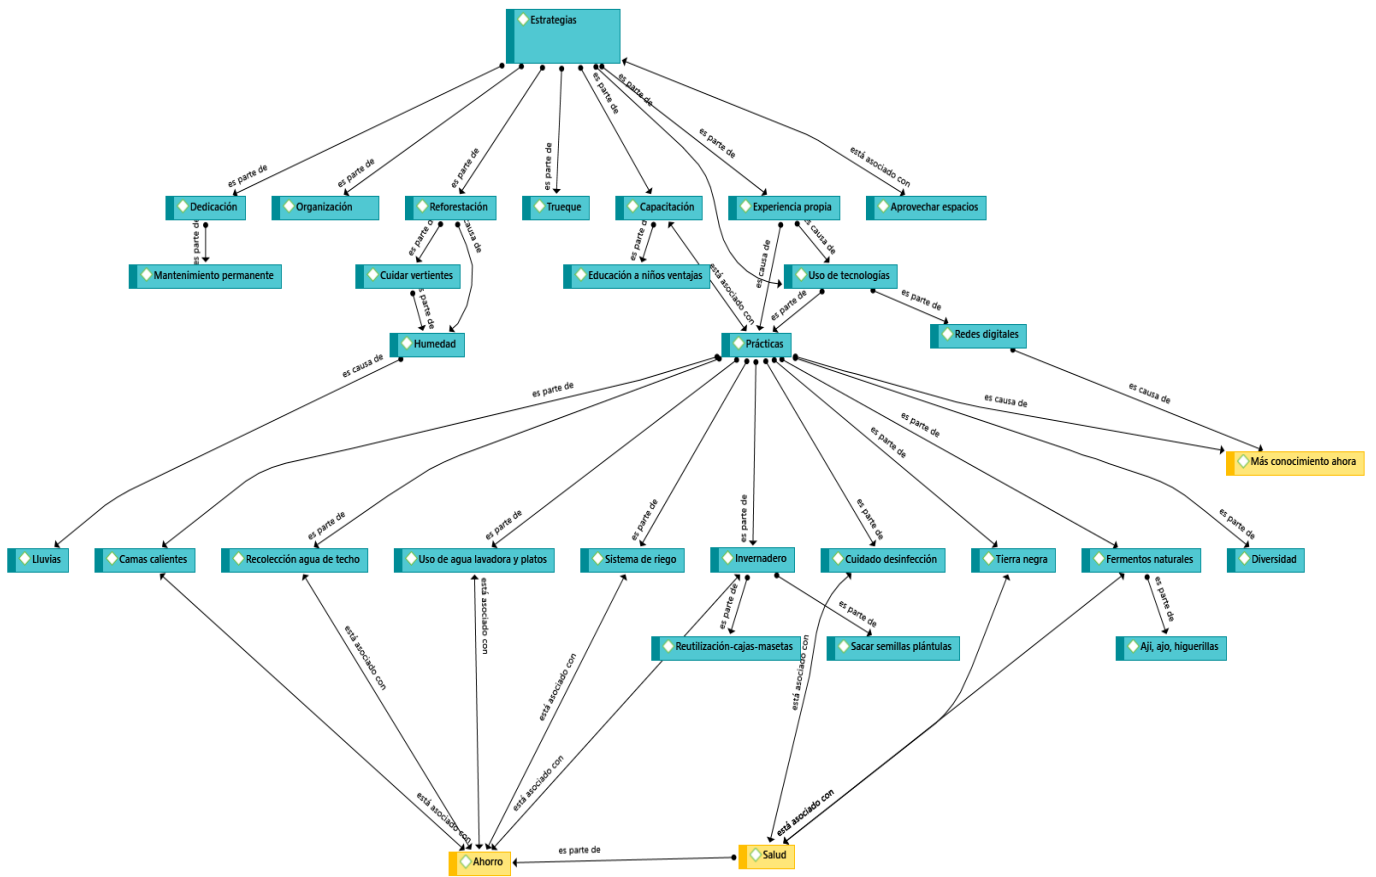 Estrategias
es parte de
es parte de
es parte de
es parte de
es parte de
es parte de
es parte de
está asociado con
Dedicación
Organización
Reforestación
Trueque
Capacitación
Experiencia propia
Aprovechar espacios
es parte de
es parte de
causa de
es parte de
está asociado con
es causa de
es causa de
Mantenimiento permanente
Cuidar vertientes
Educación a niños ventajas
Uso de tecnologías
es parte de
es parte de
es parte de
Humedad
Prácticas
Redes digitales
es causa de
es parte de
es causa de
es causa de
es parte de
es parte de
Más conocimiento ahora
es parte de
es parte de
es parte de
es parte de
es parte de
es parte de
Lluvias
Camas calientes
Recolección agua de techo
Uso de agua lavadora y platos
Sistema de riego
Invernadero
Cuidado desinfección
Tierra negra
Fermentos naturales
Diversidad
está asociado con
es parte de
es parte de
es parte de
Reutilización-cajas-masetas
Sacar semillas plántulas
Aji, ajo, higuerillas
está asociado con
está asociado con
está asociado con
está asociado con
está asociado con
está asociado con
Ahorro
es parte de
Salud